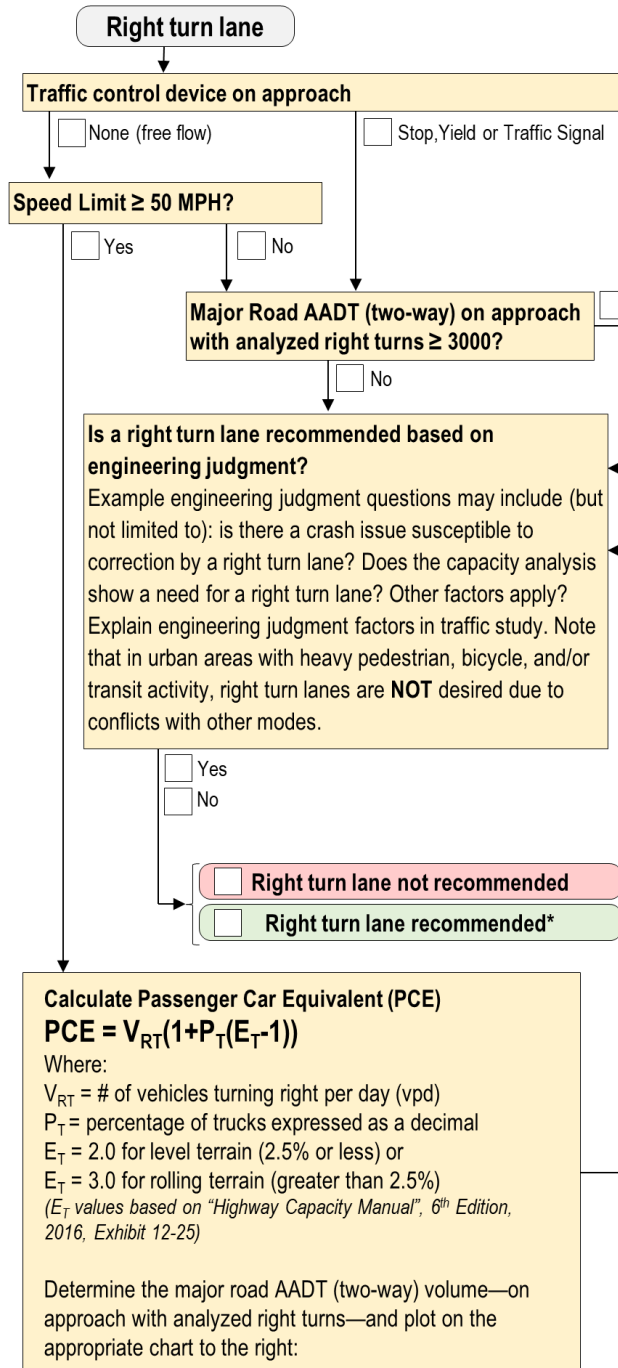 Right turn lane
Traffic control device on approach
None (free flow)
Stop,Yield or Traffic Signal
Speed Limit ≥ 50 MPH?
Yes
No
Major Road AADT (two-way) on approach
with analyzed right turns ≥ 3000?
No
Is a right turn lane recommended based on
engineering judgment?
Example engineering judgment questions may include (but
not limited to): is there a crash issue susceptible to
correction by a right turn lane? Does the capacity analysis
show a need for a right turn lane? Other factors apply?
Explain engineering judgment factors in traffic study. Note
that in urban areas with heavy pedestrian, bicycle, and/or
transit activity, right turn lanes are NOT desired due to
conflicts with other modes.
Yes
No
Right turn lane not recommended
Right turn lane recommended*
Calculate Passenger Car Equivalent (PCE)
PCE = V_RT(1+P_T(E_T-1))
Where:
V_RT = # of vehicles turning right per day (vpd)
P_T = percentage of trucks expressed as a decimal
E_T = 2.0 for level terrain (2.5% or less) or
E_T = 3.0 for rolling terrain (greater than 2.5%)
(E_T values based on “Highway Capacity Manual”, 6th Edition,
2016, Exhibit 12-25)
Determine the major road AADT (two-way) volume—on
approach with analyzed right turns—and plot on the
appropriate chart to the right: